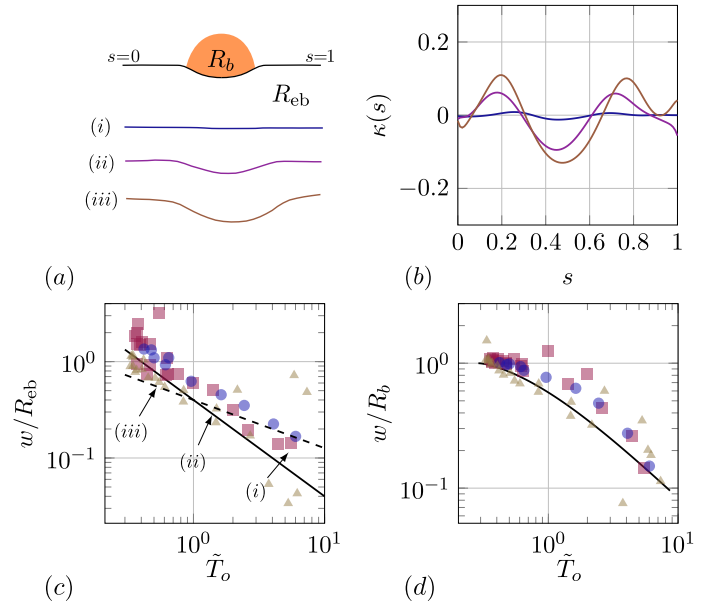 s=0
R_b
s=1
R_eb
(i)
(ii)
(iii)
(a)
0.2
0
−0.2
κ(s)
0 0.2 0.4 0.6 0.8 1
s
(b)
10^0
10^−1
w/R_eb
(iii)
(ii)
(i)
10^0 10^1
T̃_o
(c)
10^0
10^−1
w/R_b
10^0 10^1
T̃_o
(d)